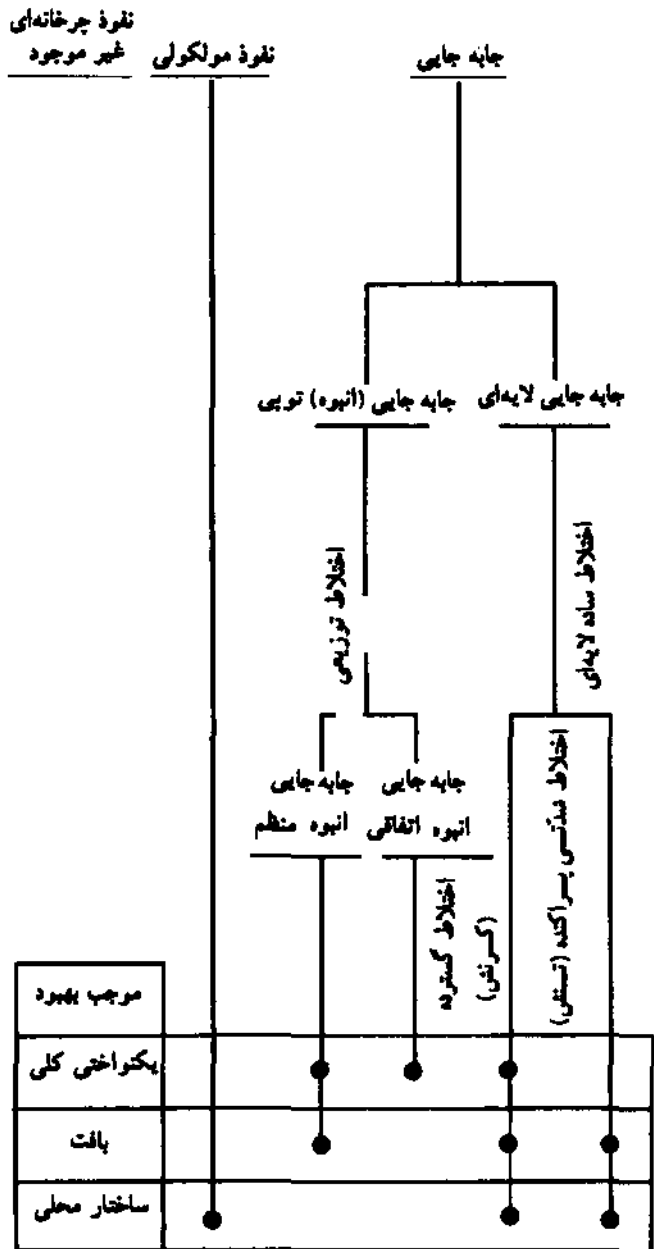 نفوذ چرخانه‌ای
غیر موجود
نفوذ مولکولی
جابه جایی
جابه جایی (انبوه) توپی
جابه جایی لایه‌ای
اختلاط توزیعی
اختلاط ساده لایه‌ای
جابه جایی
انبوه منظم
جابه جایی
انبوه اتفاقی
اختلاط گسترده
(کرنش)
اختلاط شدتی پراکنده (تنش)
موجب بهبود
یکنواختی کلی
بافت
ساختار محلی